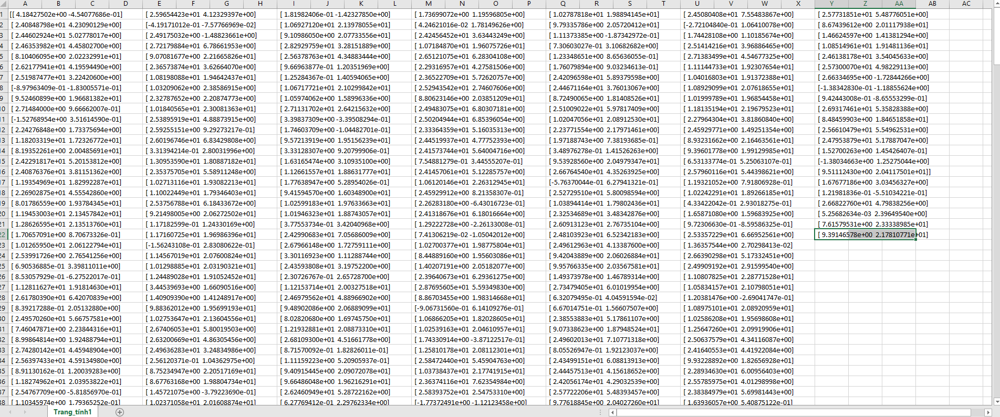 A B C D E F G H I J K L M N O P Q R S T U V W X Y Z AA AB AC
1 [[ 4.18427502e+00 -4.54077686e-01] [ 2.59654423e+01 4.12329397e+00] [ 1.81982406e-01 -1.42327850e+00] [ 1.73699072e+00 1.19596805e+00] [ 1.02787818e+01 1.98894145e+01] [ 2.45080408e+01 7.55483867e+00] [ 2.57731851e+01 5.48776051e+00]
2 [ 2.40848798e+01 4.23090129e+00] [-4.19171012e-01 -7.57766969e-02] [ 1.06927120e+01 2.13978055e+01] [ 4.24621016e-02 1.78149626e+00] [ 9.79335786e+00 2.05720412e+01] [-2.72104840e-01 1.06410078e+00] [ 8.67439612e+00 2.01117938e+01]
3 [ 2.44602924e+01 5.02778017e+00] [ 2.49175032e+00 -1.48823661e+00] [ 9.10986050e+00 2.07733556e+01] [ 2.42456452e+01 3.63443249e+00] [ 1.11373385e+00 -1.87342972e-01] [ 1.74428108e+01 1.10185674e+00] [ 1.46624597e+00 1.41381294e+00]
4 [ 2.46353982e+01 4.45802700e+00] [ 2.72179884e+01 6.78661953e+00] [ 2.82929759e+01 3.28151889e+00] [ 1.07184870e+01 1.96075726e+01] [ 7.30603027e-01 3.10682682e+00] [ 2.51414216e+01 3.96886465e+00] [ 1.08514961e+01 1.91481136e+01]
5 [ 8.10406095e+00 2.02232991e+01] [ 9.07081677e+00 2.21665826e+01] [ 2.56378763e+01 4.34883444e+00] [ 2.65121075e+01 6.28304108e+00] [ 1.23348651e+00 8.65636055e-01] [ 2.71383499e+01 4.54677325e+00] [ 2.46138178e+01 3.54045633e+00]
6 [ 2.62177941e+01 4.19594490e+00] [ 2.36573874e+01 3.62664070e+00] [ 9.66963877e-01 1.20351969e+00] [ 2.29316957e+01 4.27581506e+00] [ 1.76079894e+00 9.03234613e-01] [ 1.11144733e+01 1.92307654e+01] [ 2.57300070e+01 4.98229113e+00]
7 [ 2.51987477e+01 3.22420600e+00] [ 1.08198088e+01 1.94642437e+01] [ 1.25284367e-01 1.40594065e+00] [ 2.36522709e+01 5.72620757e+00] [ 2.42096598e+01 5.89379598e+00] [ 1.04016803e+01 1.91372388e+01] [ 2.66334695e+00 -1.72844266e+00]
8 [-8.97963409e-01 -1.83005571e-01] [ 1.03209062e+01 2.38586915e+01] [ 1.06717721e+01 2.10299842e+01] [ 2.52943542e+01 2.74607606e+00] [ 2.44671164e+01 3.76013067e+00] [ 1.08929099e+01 2.07618655e+01] [-1.38342830e-01 -1.18855624e+00]
9 [ 9.52460899e+00 1.96681382e+01] [ 2.32787652e+01 2.20874773e+00] [ 1.05974062e+00 1.58996336e+00] [ 8.80623146e+00 2.03851209e+01] [ 8.72490065e+00 1.81408526e+01] [ 1.01999789e+01 1.96854458e+01] [ 9.42443008e-01 -8.65553299e-01]
10 [ 2.71484000e+00 9.66662007e-01] [ 1.01840565e+01 2.30081363e+01] [ 2.71131702e+01 2.64215632e+00] [ 2.49483075e+01 6.80307181e+00] [ 2.51009022e+01 5.97817409e+00] [ 1.18135194e+01 2.19679523e+01] [ 2.69317461e+01 5.35828388e+00]
11 [-1.52768954e+00 3.51614590e-01] [ 2.53895919e+01 4.88873915e+00] [ 3.39837309e+00 -3.39508294e-01] [ 2.50204944e+01 6.85396054e+00] [ 1.02047056e+01 2.08912530e+01] [ 2.27964304e+01 3.81860840e+00] [ 8.48459903e+00 1.84651858e+01]
12 [ 2.24276848e+00 1.73375694e+00] [ 2.59255151e+00 9.29273217e-01] [ 1.74603709e+00 -1.04482701e-01] [ 2.33364359e+01 5.16035313e+00] [ 2.23771554e+00 2.17971461e+00] [ 2.45929771e+00 1.49251354e+00] [ 2.56610479e+01 5.54962531e+00]
13 [ 1.18203319e+01 1.72326772e+01] [ 2.60196746e+01 6.83429808e+00] [ 9.57213919e+00 1.95156239e+01] [ 2.44519937e+01 4.77752393e+00] [ 1.97188743e+00 7.38193685e-01] [ 8.93231662e+00 2.16463561e+01] [ 2.47953879e+01 5.17887047e+00]
14 [ 8.19352261e+00 2.00485691e+01] [ 3.31394214e-01 2.80031996e+00] [ 3.33128307e+00 9.20799906e-01] [ 2.41573744e+01 5.64004716e+00] [ 3.48976278e-01 1.41526263e+00] [ 9.39601778e+00 1.99129985e+01] [ 1.52700263e+00 1.45426407e-01]
15 [ 2.42291817e+01 5.20153812e+00] [ 1.30953590e+01 1.80887182e+01] [ 1.63165474e+00 3.10935100e+00] [ 7.54881279e-01 3.44555207e-01] [ 9.53928560e+00 2.04979347e+01] [ 6.53133774e-01 5.25063107e-01] [-1.38034663e+00 1.25275044e+00]
16 [ 2.40876376e+01 3.81151362e+00] [ 2.35375705e+01 5.58911248e+00] [ 1.12661557e+01 1.88631777e+01] [ 2.41457061e+01 5.12285757e+00] [ 2.66764540e+01 4.35263925e+00] [ 2.57960116e+01 5.44398621e+00] [ 9.51112430e+00 2.04117501e+01]]
17 [ 1.19354969e+01 1.82992287e+01] [ 1.02713116e+01 1.93082213e+01] [ 1.77638947e+00 5.28954026e-01] [ 1.06120146e+01 2.26312945e+01] [-5.76370044e-01 6.27941321e-01] [ 1.19321052e+00 7.91806928e-01] [ 1.67677186e+00 3.03456327e+00]
18 [ 2.26902875e+01 4.55542860e+00] [ 1.10022449e+01 1.79346403e+01] [ 9.41594570e+00 1.60348900e+01] [ 2.45929912e+00 8.21358307e-01] [ 2.52729510e+01 5.80098594e+00] [ 1.02242291e+01 1.89266185e+01] [ 1.21981836e-01 -5.51034221e-01]
19 [ 8.01786559e+00 1.93784345e+01] [ 2.53756788e+01 6.18433672e+00] [ 1.02599183e+01 1.97633663e+01] [ 2.26283180e+00 -6.43016723e-01] [ 1.03894414e+01 1.79802436e+01] [ 4.33422042e-01 2.93018275e-01] [ 2.66822760e+01 4.79838256e+00]
20 [ 1.19453003e+01 2.13457842e+01] [ 9.21498005e+00 2.06272502e+01] [ 1.01946323e+01 1.88743057e+01] [ 2.41318676e+01 6.18016664e+00] [ 2.32534689e+01 3.48342876e+00] [ 1.65871080e+00 1.59683925e+00] [ 5.25682634e-03 2.39649540e+00]
21 [ 1.28626595e+01 2.13513760e+01] [ 1.17182599e-01 1.24330169e+00] [ 3.77553734e-01 3.42040968e+00] [ 1.29222728e+00 -2.26133008e-01] [ 2.60913123e+01 2.76735104e+00] [ 9.72306630e-01 -8.59586325e-01] [ 7.61579531e+00 2.33338985e+01]
22 [ 1.70657091e+00 8.70673326e-01] [ 1.17160725e+01 1.96986396e+01] [ 2.42990683e+01 7.05686009e+00] [ 7.41306219e-02 -1.05042012e+00] [ 2.48103923e+01 6.52342183e+00] [ 2.53357229e+01 6.66952561e+00] [ 9.39146578e+00 2.17810771e+01]
23 [ 1.01265950e+01 2.06122794e+01] [-1.56243108e-01 2.83080622e-01] [ 2.67966148e+00 1.72759111e+00] [ 1.02700377e+01 1.98775804e+01] [ 2.49612963e+01 4.13387600e+00] [ 1.36357544e+00 2.70298413e-02]
24 [ 2.53991726e+01 2.76541256e+00] [ 1.14567019e+01 2.07600824e+01] [ 3.30116923e+00 1.11288744e+00] [ 8.44889160e+00 1.95603086e+01] [ 9.42043889e+00 2.06026884e+01] [ 2.66390298e+01 5.17332451e+00]
25 [ 6.90536885e-01 3.39811011e+00] [ 1.01298885e+01 2.03190321e+01] [ 2.43593808e+01 3.19752200e+00] [ 1.40207191e+01 2.05182077e+00] [ 9.95766335e+00 2.03567581e+01] [ 2.49909192e+01 2.91599540e+00]
26 [ 8.53057929e-01 -6.27522017e-01] [ 1.24489028e+01 1.91052452e+01] [ 2.30726767e-01 2.65728700e+00] [ 2.39640673e+01 6.29361275e+00] [ 1.49373978e+00 1.46789314e+00] [ 1.10807825e+01 2.28771528e+01]
27 [ 1.12811627e+01 1.91814630e+01] [ 3.44539693e+00 1.66090516e+00] [ 1.12153714e+01 2.00327518e+01] [ 2.87695605e+01 5.59349830e+00] [ 2.73479405e+01 6.01019954e+00] [ 1.05834157e+01 2.10798051e+01]
28 [ 2.61780390e+01 6.42070839e+00] [ 1.40909390e+00 1.41248917e+00] [ 2.46979562e+01 4.88966902e+00] [ 8.86703455e+00 1.98314668e+01] [ 6.32079495e-01 4.04591594e-02] [ 1.20381476e+00 -2.69041747e-01]
29 [ 8.39217288e-01 2.05132880e+00] [ 9.88362012e+00 1.95699193e+01] [ 9.48902086e+00 2.06889099e+01] [-9.06731560e-01 6.14109276e-01] [ 6.67014751e-01 1.56607507e+00] [ 1.08975101e+01 2.08920959e+01]
30 [ 2.49570260e+01 5.66757581e+00] [ 1.02753647e+01 2.13604556e+01] [ 8.02820680e+00 1.69745750e+01] [ 1.06866205e+01 1.82028605e+01] [ 2.38553883e+01 5.17861107e+00] [ 1.02586208e+01 1.95698608e+01]
31 [ 7.46047871e+00 2.23844316e+01] [ 2.67406053e+01 5.80019503e+00] [ 1.21932881e+01 2.08873310e+01] [ 1.02539163e+01 2.04610957e+01] [ 9.07338623e+00 1.87948524e+01] [ 1.25647260e+01 2.09919906e+01]
32 [ 8.99864814e+00 1.92488794e+01] [ 2.63200669e+01 4.86305456e+00] [ 2.68109300e+01 4.51661778e+00] [ 1.74330914e+00 -3.87122517e-01] [ 2.49602013e+01 7.10771318e+00] [ 2.50637579e+01 4.34116087e+00]
33 [ 2.74280142e+01 4.45948904e+00] [ 2.49636283e+01 3.24834986e+00] [ 8.71570092e-01 1.82826011e-01] [ 1.25810178e+01 2.08112301e+01] [ 8.05526947e-01 1.92123037e+00] [ 2.41640553e+01 4.41922084e+00]
34 [ 2.56397433e+01 4.59134980e+00] [ 2.56120371e-01 1.04362975e+00] [ 1.11159223e+00 5.20905937e-01] [ 2.58472440e+01 5.45904763e+00] [ 2.43499151e+01 6.08813913e+00] [ 9.93228892e+00 1.82656928e+01]
35 [ 8.91130162e-01 1.20039283e+00] [ 8.75234947e+00 2.20517169e+01] [ 9.40915445e+00 2.09072078e+01] [ 1.03738437e+01 2.17741915e+01] [ 2.44457513e+01 4.15618652e+00] [ 2.28934630e+01 6.00956403e+00]
36 [ 1.18274962e+01 2.03953822e+01] [ 8.67763168e+00 1.98804734e+01] [ 9.66486048e+00 1.96216291e+01] [ 2.36374116e+01 7.62354984e+00] [ 2.42056174e+01 4.29032539e+00] [ 2.55785975e+01 4.01298998e+00]
37 [ 2.54767709e+00 -5.81856970e-01] [ 1.45721075e+00 -3.79223690e-01] [ 2.62460949e+01 5.28722162e+00] [ 2.58393752e+01 2.54753310e+00] [ 2.57722206e+01 5.48393457e+00] [ 2.38384979e+01 5.69981443e+00]
38 [ 1.10345974e+00 1.79365252e-01] [ 1.02371058e+01 2.01608874e+01] [ 6.27769412e-01 2.29762334e+00] [-1.77372491e+00 -1.12123458e+00] [ 9.77618845e+00 2.04027260e+01] [ 1.63936057e+00 5.40875122e-01]
Trang_tính1